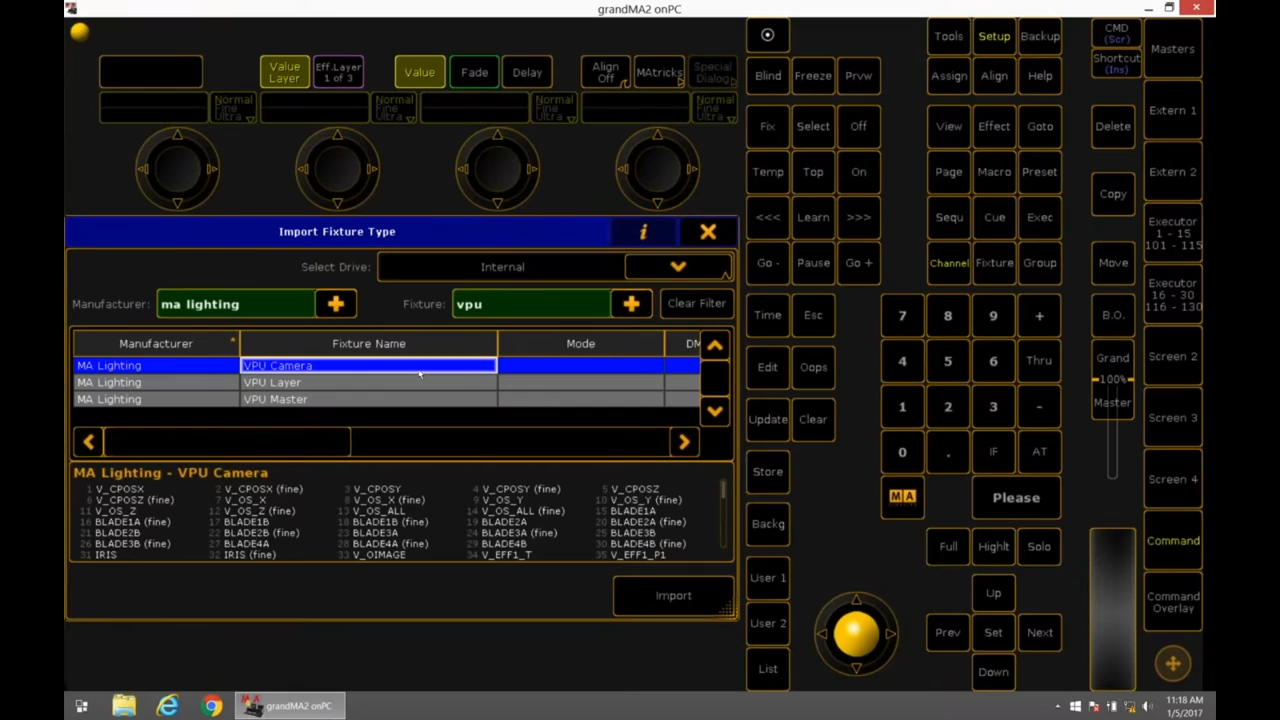 grandMA2 onPC
Value Layer
Eff.Layer 1 of 3
Value
Fade
Delay
Align Off
MAtricks
Special Dialog
Normal Fine Ultra
Normal Fine Ultra
Normal Fine Ultra
Normal Fine Ultra
Import Fixture Type
i
Select Drive:
Internal
Manufacturer:
ma lighting
Fixture:
vpu
Clear Filter
Manufacturer
Fixture Name
Mode
DM
MA Lighting
VPU Camera
MA Lighting
VPU Layer
MA Lighting
VPU Master
MA Lighting - VPU Camera
1 V_CPOSX 2 V_CPOSX (fine) 3 V_CPOSY 4 V_CPOSY (fine) 5 V_CPOSZ
6 V_CPOSZ (fine) 7 V_OS_X 8 V_OS_X (fine) 9 V_OS_Y 10 V_OS_Y (fine)
11 V_OS_Z 12 V_OS_Z (fine) 13 V_OS_ALL 14 V_OS_ALL (fine) 15 BLADE1A
16 BLADE1A (fine) 17 BLADE1B 18 BLADE1B (fine) 19 BLADE2A 20 BLADE2A (fine)
21 BLADE2B 22 BLADE2B (fine) 23 BLADE3A 24 BLADE3A (fine) 25 BLADE3B
26 BLADE3B (fine) 27 BLADE4A 28 BLADE4A (fine) 29 BLADE4B 30 BLADE4B (fine)
31 IRIS 32 IRIS (fine) 33 V_OIMAGE 34 V_EFF1_T 35 V_EFF1_P1
Import
Tools
Setup
Backup
Blind
Freeze
Prvw
Assign
Align
Help
Fix
Select
Off
View
Effect
Goto
Temp
Top
On
Page
Macro
Preset
<<<
Learn
>>>
Sequ
Cue
Exec
Go -
Pause
Go +
Channel
Fixture
Group
Time
Esc
7
8
9
+
Edit
Oops
4
5
6
Thru
Update
Clear
1
2
3
-
Store
0
.
IF
AT
MA
Please
Backg
Full
Highlt
Solo
User 1
Up
User 2
Prev
Set
Next
List
Down
CMD (Scr)
Shortcut (Ins)
Delete
Copy
Move
B.O.
Grand
100%
Master
Masters
Extern 1
Extern 2
Executor 1 - 15 101 - 115
Executor 16 - 30 116 - 130
Screen 2
Screen 3
Screen 4
Command
Command Overlay
grandMA2 onPC
11:18 AM
1/5/2017